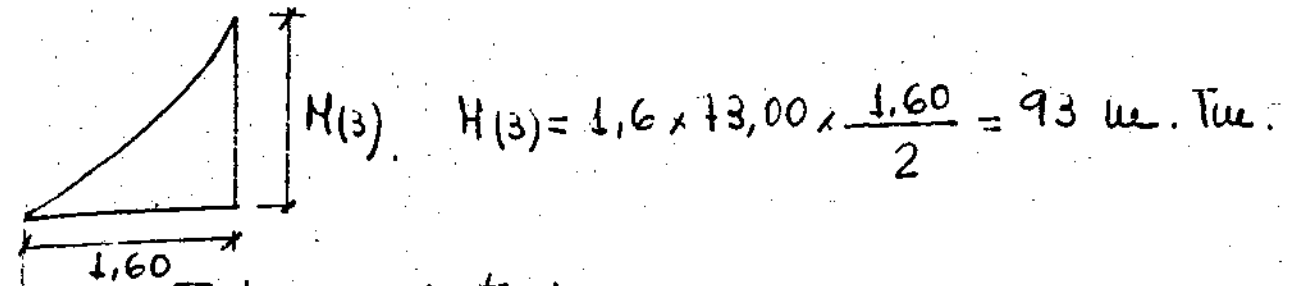 M(3). M(3) = 1,6 x 73,00 x 1,60 / 2 = 93 m. Tm.
1,60